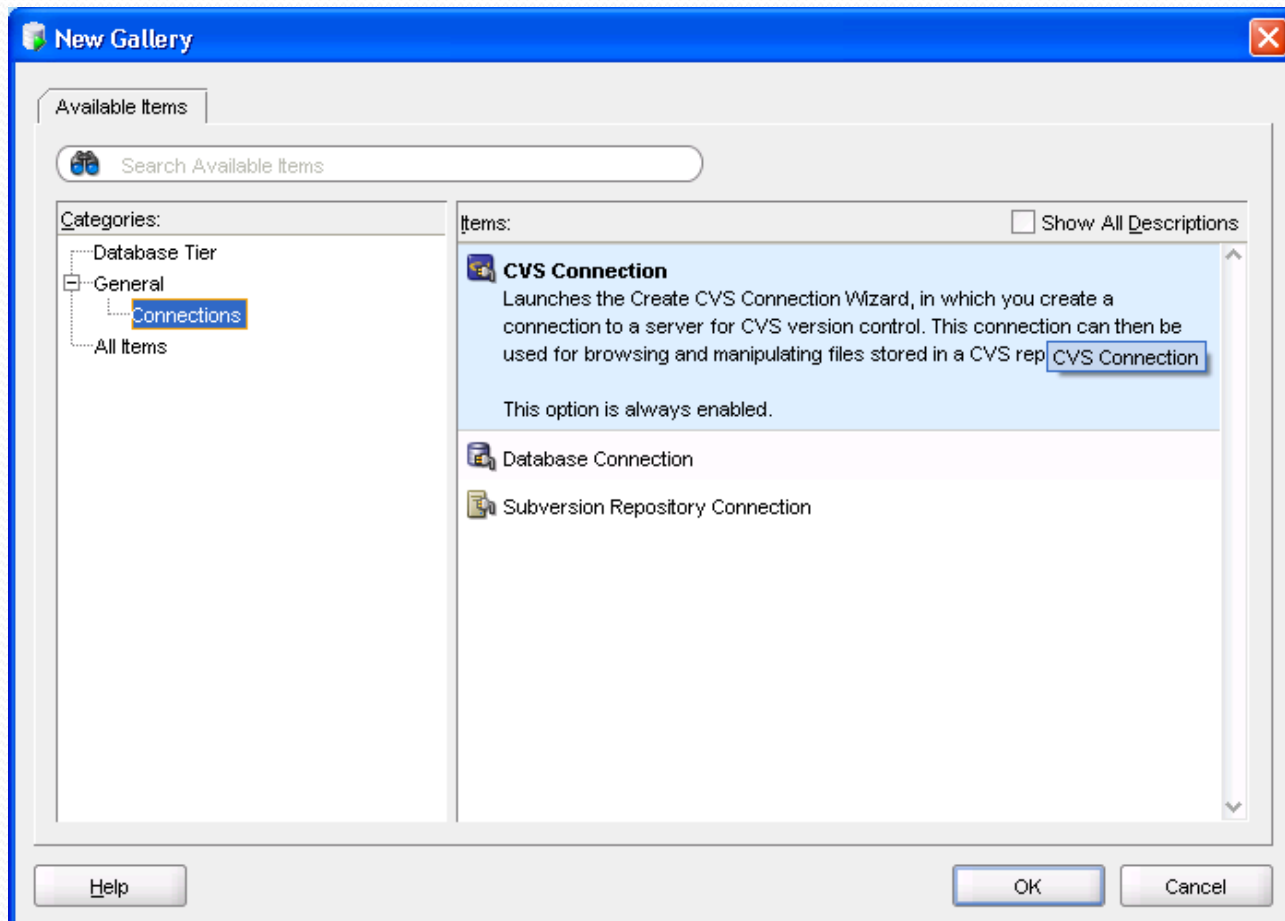 New Gallery
Available Items
Search Available Items
Categories:
Database Tier
General
Connections
All Items
Items:
Show All Descriptions
CVS Connection
Launches the Create CVS Connection Wizard, in which you create a
connection to a server for CVS version control. This connection can then be
used for browsing and manipulating files stored in a CVS rep
CVS Connection
This option is always enabled.
Database Connection
Subversion Repository Connection
Help
OK
Cancel